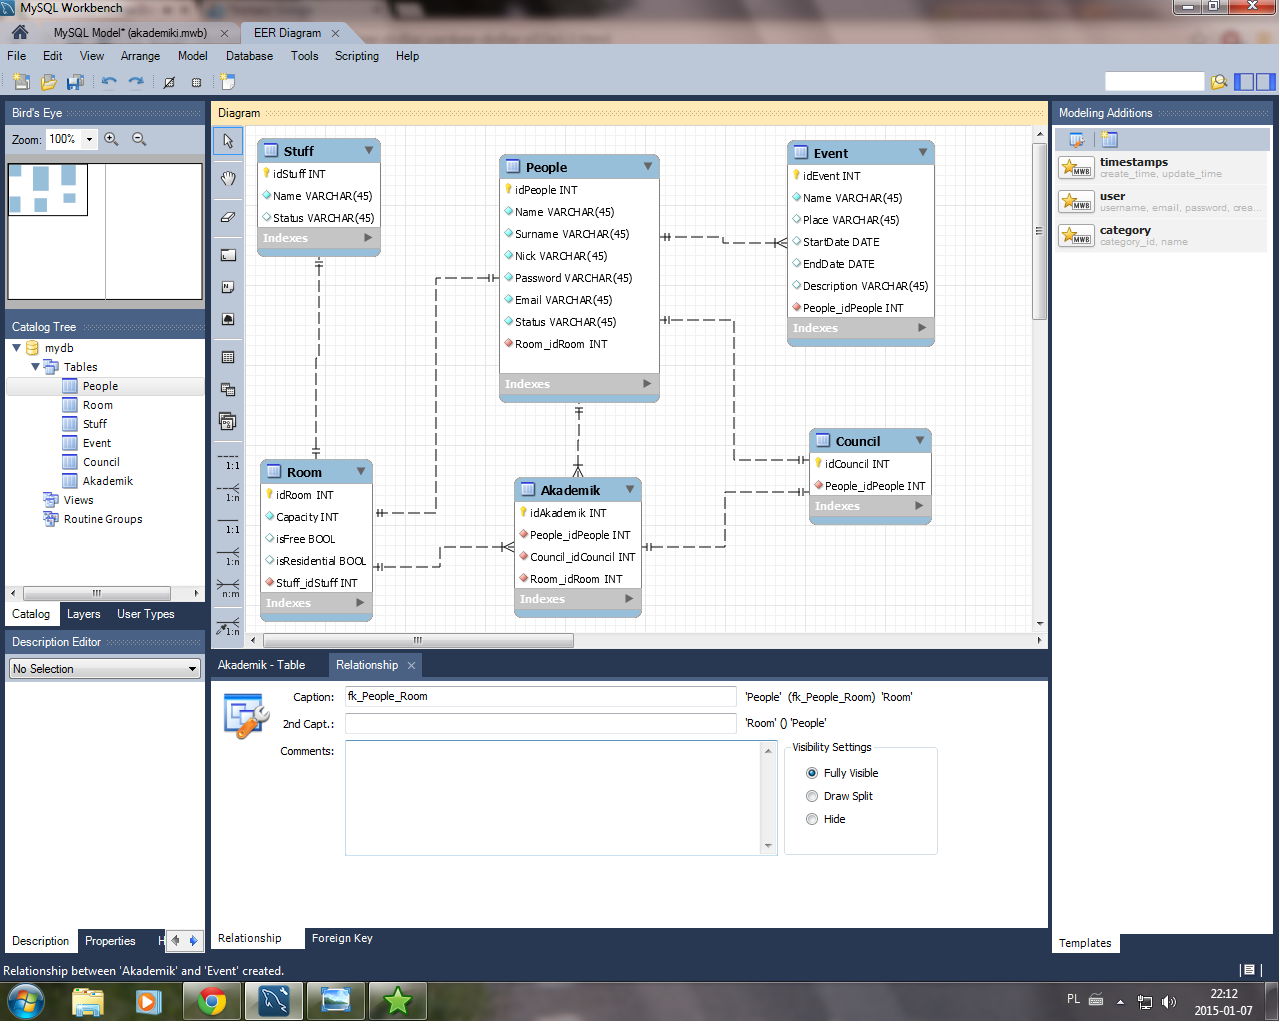 MySQL Workbench
MySQL Model* (akademiki.mwb)
EER Diagram
File Edit View Arrange Model Database Tools Scripting Help
Bird's Eye
Zoom: 100%
Catalog Tree
mydb
Tables
People
Room
Stuff
Event
Council
Akademik
Views
Routine Groups
Catalog Layers User Types
Description Editor
No Selection
Description Properties H
Diagram
1:1
1:n
1:1
1:n
n:m
1:n
Stuff
idStuff INT
Name VARCHAR(45)
Status VARCHAR(45)
Indexes
People
idPeople INT
Name VARCHAR(45)
Surname VARCHAR(45)
Nick VARCHAR(45)
Password VARCHAR(45)
Email VARCHAR(45)
Status VARCHAR(45)
Room_idRoom INT
Indexes
Event
idEvent INT
Name VARCHAR(45)
Place VARCHAR(45)
StartDate DATE
EndDate DATE
Description VARCHAR(45)
People_idPeople INT
Indexes
Room
idRoom INT
Capacity INT
isFree BOOL
isResidential BOOL
Stuff_idStuff INT
Indexes
Akademik
idAkademik INT
People_idPeople INT
Council_idCouncil INT
Room_idRoom INT
Indexes
Council
idCouncil INT
People_idPeople INT
Indexes
Akademik - Table
Relationship
Caption: fk_People_Room
'People' (fk_People_Room) 'Room'
2nd Capt.:
'Room' () 'People'
Comments:
Visibility Settings
Fully Visible
Draw Split
Hide
Relationship Foreign Key
Modeling Additions
MWB
timestamps
create_time, update_time
MWB
user
username, email, password, crea...
MWB
category
category_id, name
Templates
Relationship between 'Akademik' and 'Event' created.
PL
22:12
2015-01-07